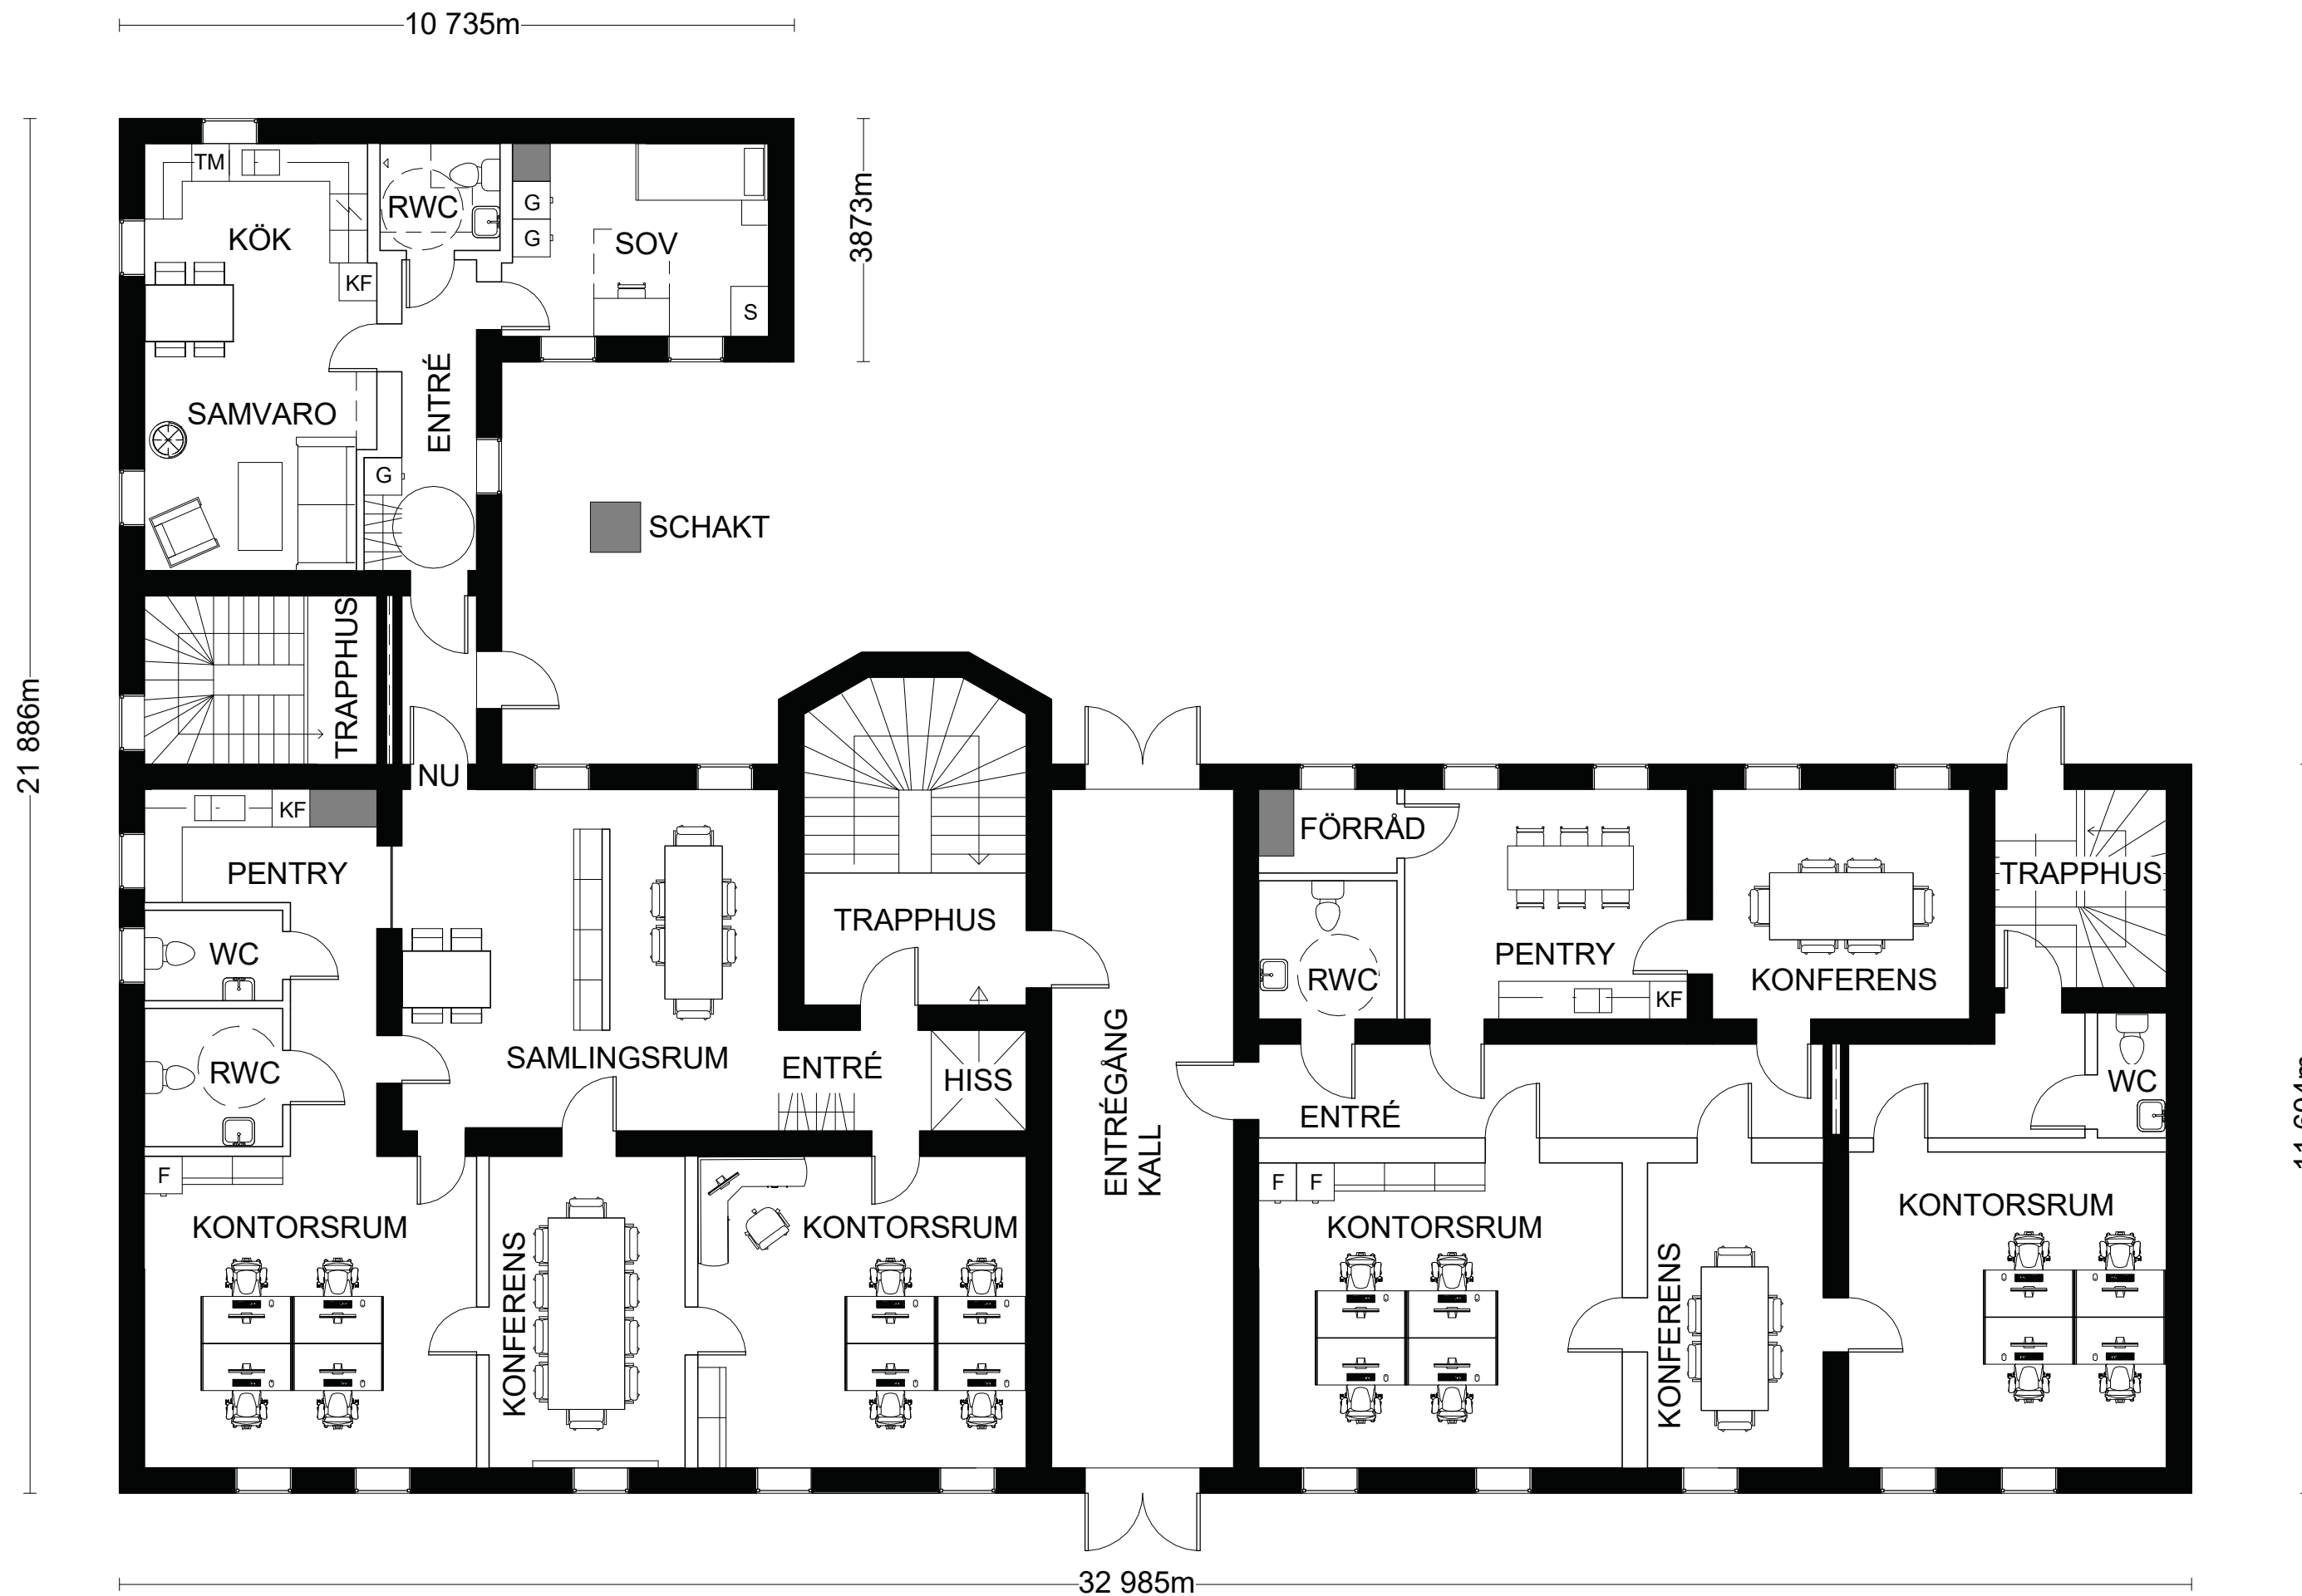 10 735m
TM
RWC
G
G
KÖK
SOV
3873m
KF
S
ENTRÉ
SAMVARO
G
SCHAKT
TRAPPHUS
21 886m
NU
KF
FÖRRÅD
PENTRY
TRAPPHUS
TRAPPHUS
WC
PENTRY
RWC
KONFERENS
KF
SAMLINGSRUM
ENTRÉ
HISS
RWC
WC
ENTRÉGÅNG
KALL
ENTRÉ
F
F
F
KONTORSRUM
KONTORSRUM
KONTORSRUM
KONTORSRUM
KONFERENS
KONFERENS
32 985m